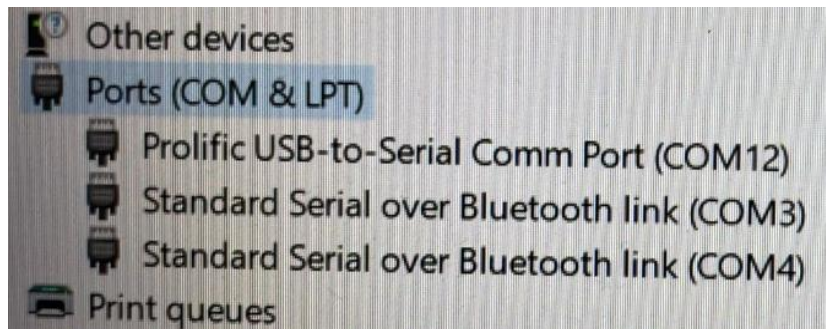 Other devices
Ports (COM & LPT)
Prolific USB-to-Serial Comm Port (COM12)
Standard Serial over Bluetooth link (COM3)
Standard Serial over Bluetooth link (COM4)
Print queues